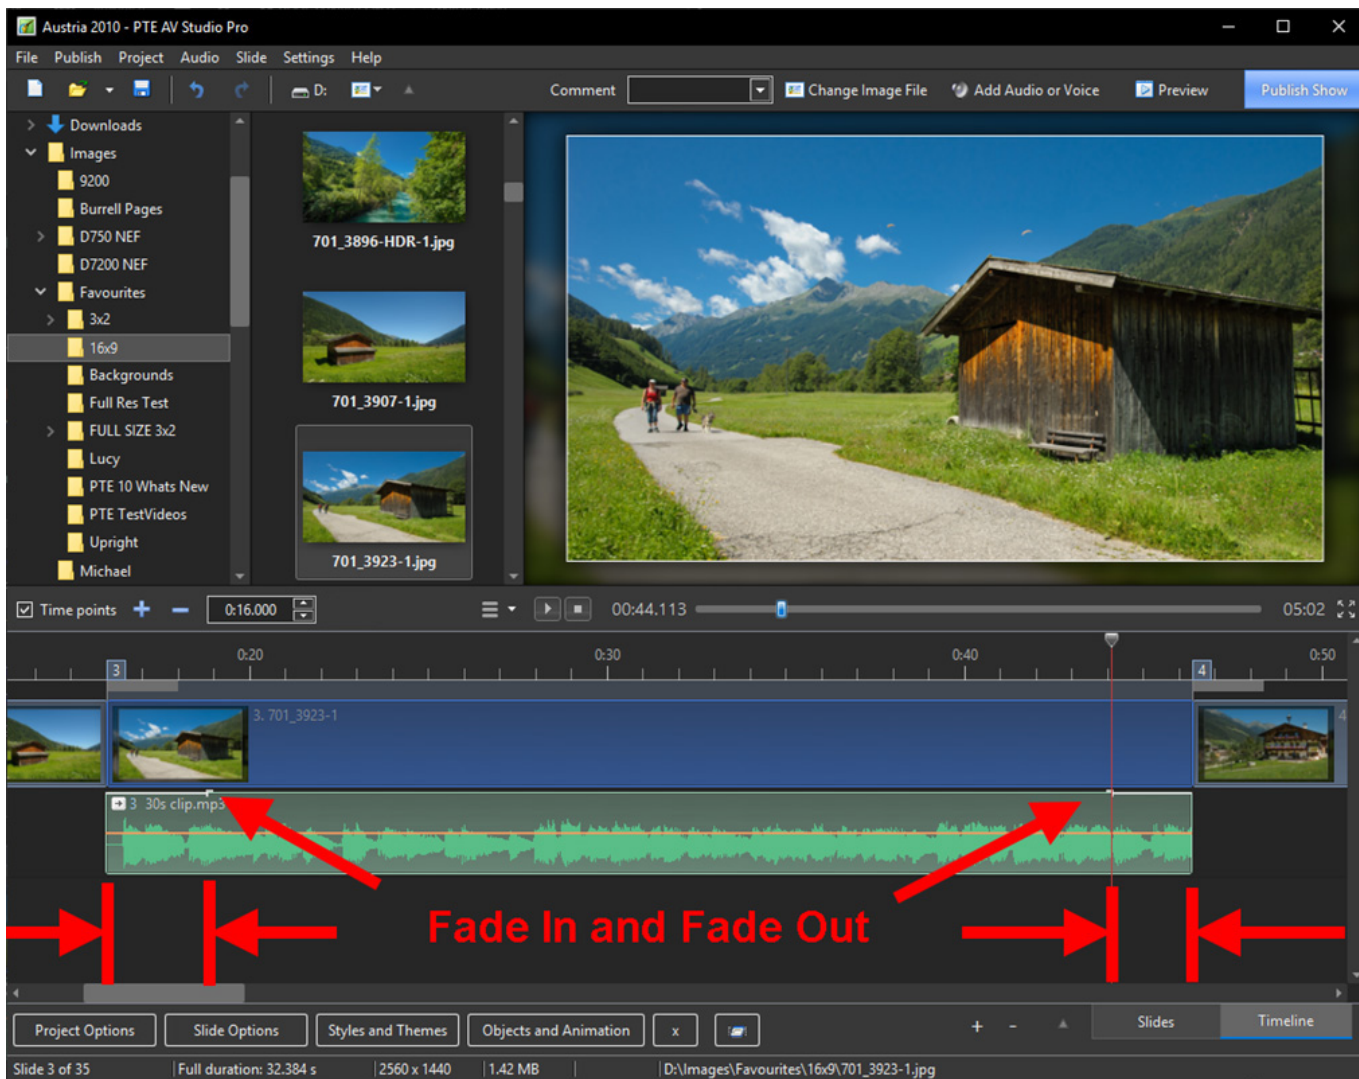 Austria 2010 - PTE AV Studio Pro
File Publish Project Audio Slide Settings Help
D: Comment Change Image File Add Audio or Voice Preview Publish Show
Downloads
Images
9200
Burrell Pages
D750 NEF
D7200 NEF
Favourites
3x2
16x9
Backgrounds
Full Res Test
FULL SIZE 3x2
Lucy
PTE 10 Whats New
PTE TestVideos
Upright
Michael
701_3896-HDR-1.jpg
701_3907-1.jpg
701_3923-1.jpg
Time points 0:16.000 00:44.113 05:02
0:20 0:30 0:40 0:50
3 4
3. 701_3923-1 4
3 30s clip.mp3
Fade In and Fade Out
Project Options Slide Options Styles and Themes Objects and Animation x + - Slides Timeline
Slide 3 of 35 Full duration: 32.384 s 2560 x 1440 1.42 MB D:\Images\Favourites\16x9\701_3923-1.jpg